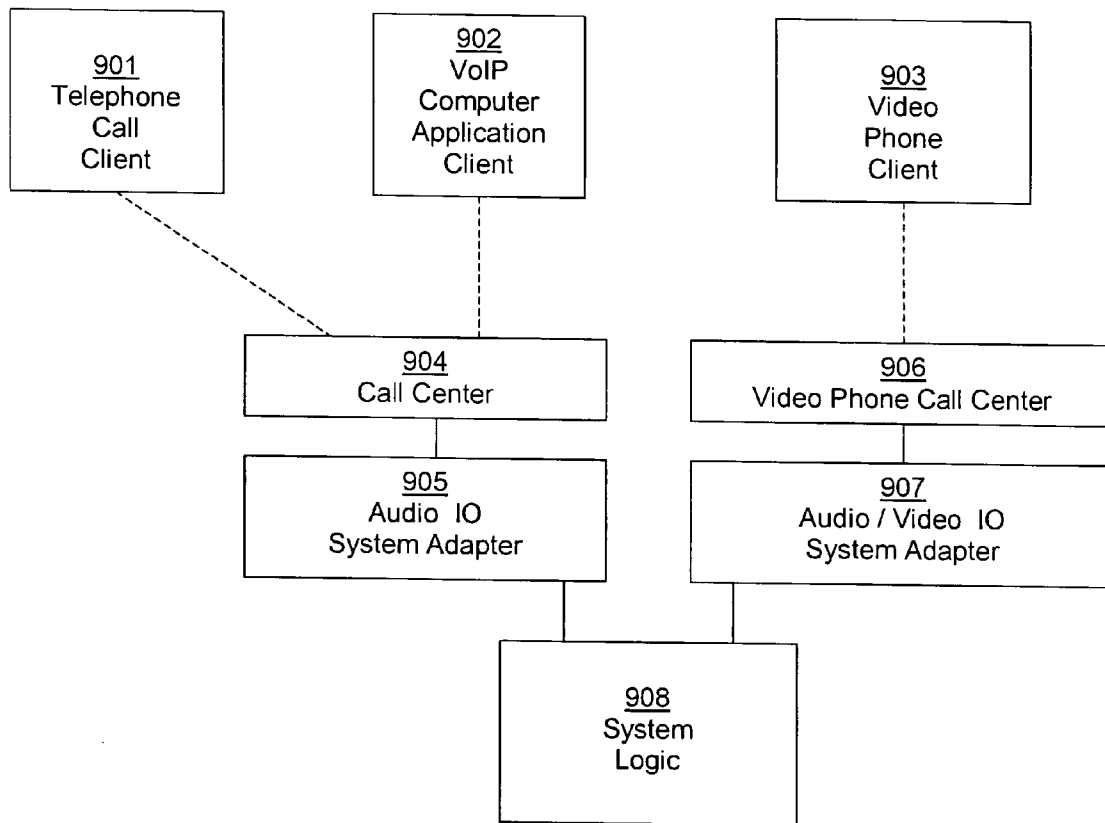 901
Telephone
Call
Client
902
VoIP
Computer
Application
Client
903
Video
Phone
Client
904
Call Center
906
Video Phone Call Center
905
Audio IO
System Adapter
907
Audio / Video IO
System Adapter
908
System
Logic